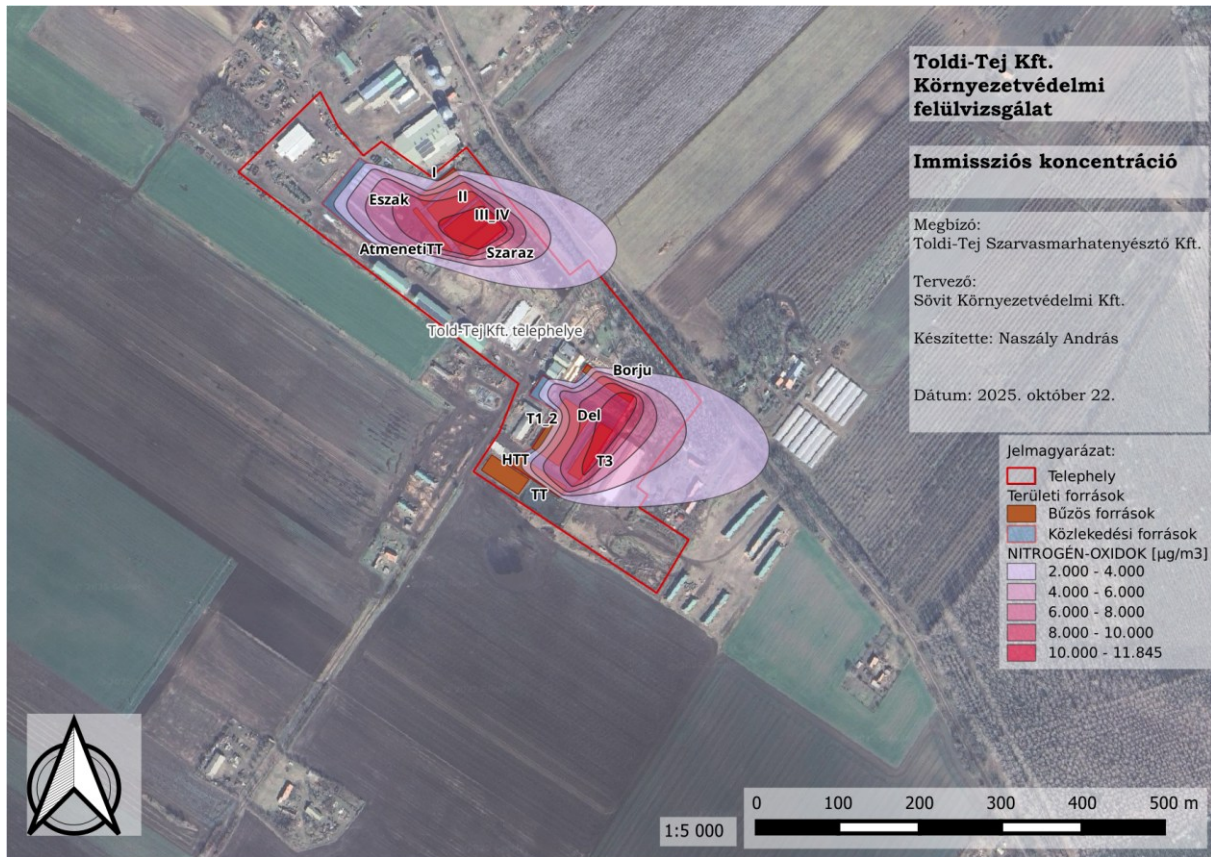 Toldi-Tej Kft.
Környezetvédelmi
felülvizsgálat
Immissziós koncentráció
Megbízó:
Toldi-Tej Szarvasmarhatenyésztő Kft.
Tervező:
Sövit Környezetvédelmi Kft.
Készítette: Naszály András
Dátum: 2025. október 22.
I
II
Eszak
III_IV
AtmenetiTT
Szaraz
Told-Tej Kft. telephelye
Borju
T1_2
Del
HTT
T3
TT
Jelmagyarázat:
Telephely
Területi források
Bűzös források
Közlekedési források
NITROGÉN-OXIDOK [µg/m3]
2.000 - 4.000
4.000 - 6.000
6.000 - 8.000
8.000 - 10.000
10.000 - 11.845
0 100 200 300 400 500 m
1:5 000